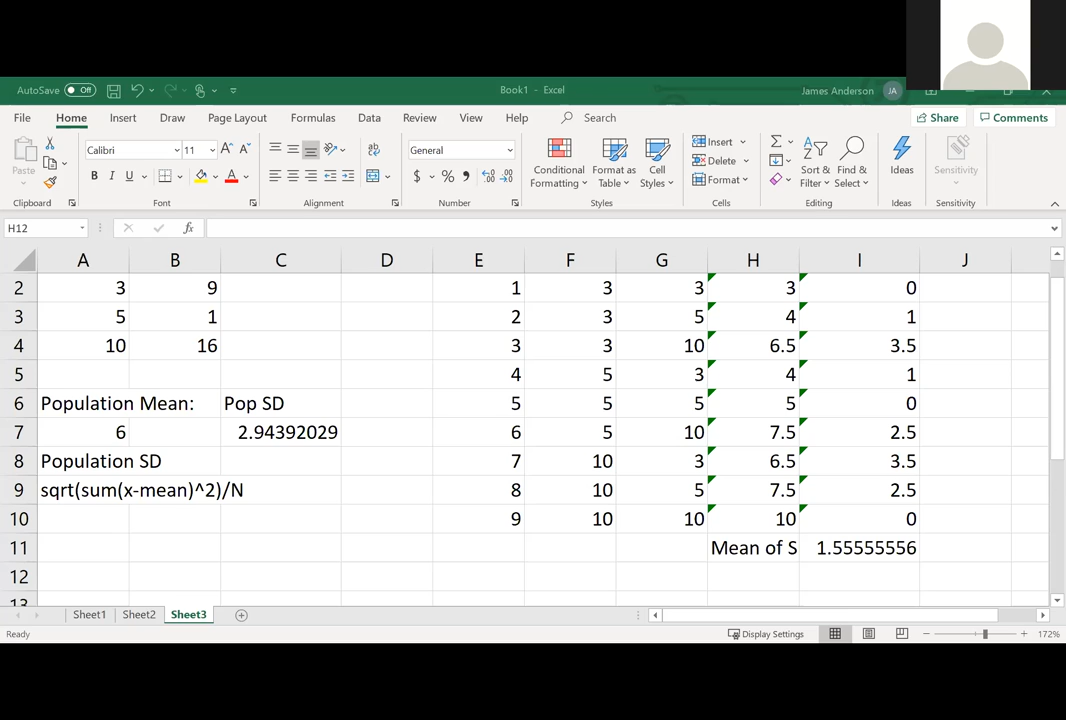 AutoSave Off Book1 - Excel James Anderson JA
File Home Insert Draw Page Layout Formulas Data Review View Help Search Share Comments
Paste Calibri 11 A A General Conditional Formatting Format as Table Cell Styles Insert Delete Format Sort & Filter Find & Select Ideas Sensitivity
B I U A $ % , ab
Clipboard Font Alignment Number Styles Cells Editing Ideas Sensitivity
H12 fx
A B C D E F G H I J
2 3 9 1 3 3 3 0
3 5 1 2 3 5 4 1
4 10 16 3 3 10 6.5 3.5
5 4 5 3 4 1
6 Population Mean: Pop SD 5 5 5 5 0
7 6 2.94392029 6 5 10 7.5 2.5
8 Population SD 7 10 3 6.5 3.5
9 sqrt(sum(x-mean)^2)/N 8 10 5 7.5 2.5
10 9 10 10 10 0
11 Mean of S 1.55555556
12
13
Sheet1 Sheet2 Sheet3
Ready Display Settings 172%